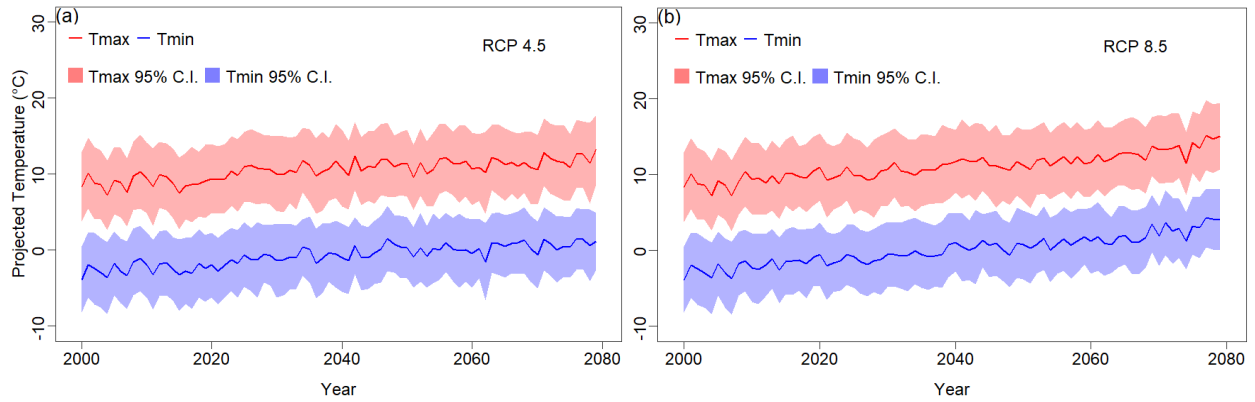 (a)
Tmax Tmin
RCP 4.5
Tmax 95% C.I. Tmin 95% C.I.
Projected Temperature (°C)
30
20
10
0
-10
2000 2020 2040 2060 2080
Year
(b)
Tmax Tmin
RCP 8.5
Tmax 95% C.I. Tmin 95% C.I.
30
20
10
0
-10
2000 2020 2040 2060 2080
Year